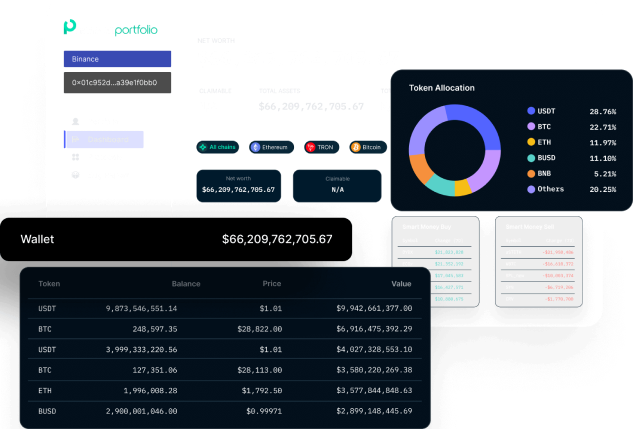 portfolio
NET WORTH
Binance
0×01c952d...a39e1f0bb0
CLAIMABLE
TOTAL ASSETS
$66,209,762,705.67
All chains
Ethereum
TRON
Bitcoin
Net worth
$66,209,762,705.67
Claimable
N/A
Token Allocation
USDT 28.76%
BTC 22.71%
ETH 11.97%
BUSD 11.10%
BNB 5.21%
Others 20.25%
Wallet $66,209,762,705.67
Token Balance Price Value
USDT 9,873,546,551.14 $1.01 $9,942,661,377.00
BTC 248,597.35 $28,822.00 $6,916,475,392.29
USDT 3,999,333,220.56 $1.01 $4,027,328,553.10
BTC 127,351.06 $28,113.00 $3,580,220,269.38
ETH 1,996,008.28 $1,792.50 $3,577,844,848.63
BUSD 2,900,001,046.00 $0.99971 $2,899,148,445.69